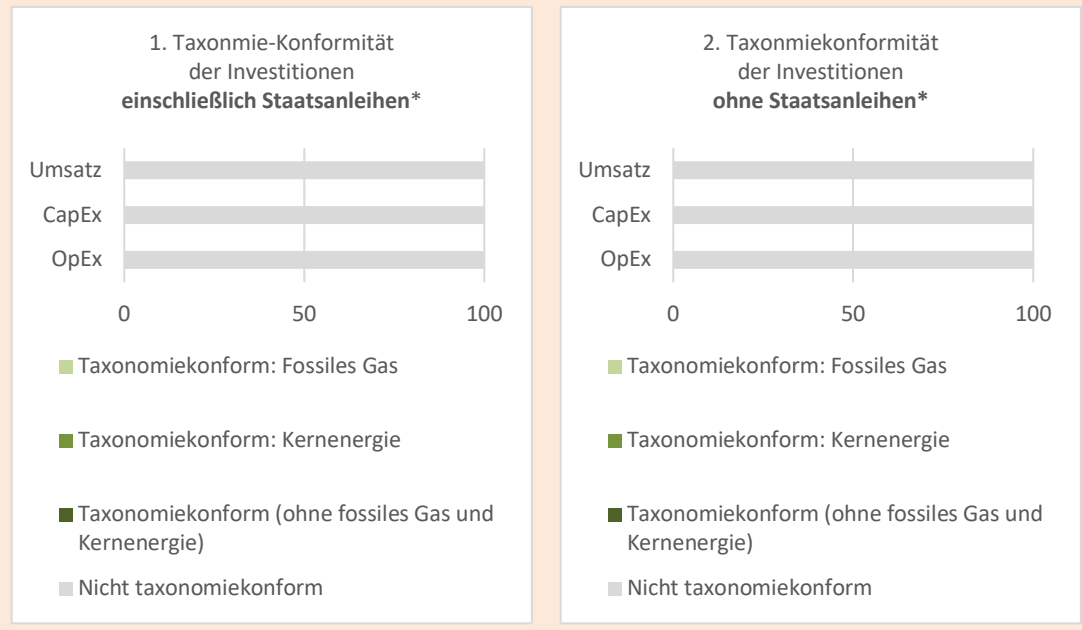 1. Taxonmie-Konformität
der Investitionen
einschließlich Staatsanleihen*
Umsatz
CapEx
OpEx
0 50 100
Taxonomiekonform: Fossiles Gas
Taxonomiekonform: Kernenergie
Taxonomiekonform (ohne fossiles Gas und
Kernenergie)
Nicht taxonomiekonform
2. Taxonmiekonformität
der Investitionen
ohne Staatsanleihen*
Umsatz
CapEx
OpEx
0 50 100
Taxonomiekonform: Fossiles Gas
Taxonomiekonform: Kernenergie
Taxonomiekonform (ohne fossiles Gas und
Kernenergie)
Nicht taxonomiekonform